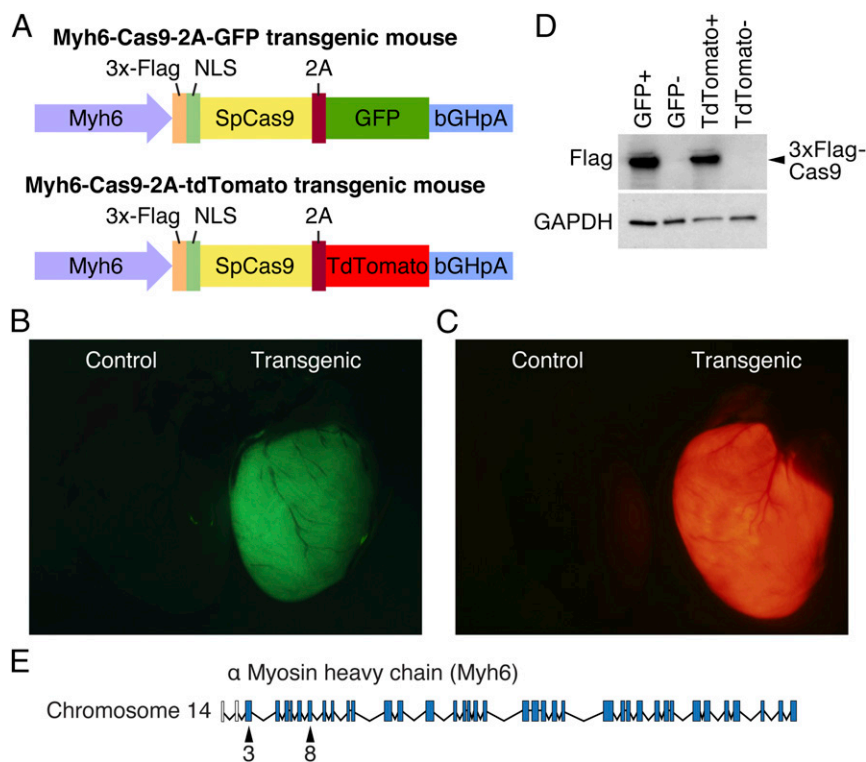 A
Myh6-Cas9-2A-GFP transgenic mouse
3x-Flag NLS 2A
Myh6 SpCas9 GFP bGHpA
Myh6-Cas9-2A-tdTomato transgenic mouse
3x-Flag NLS 2A
Myh6 SpCas9 TdTomato bGHpA
D
GFP+
GFP-
TdTomato+
TdTomato-
Flag
3xFlag-
Cas9
GAPDH
B
Control Transgenic
C
Control Transgenic
E
α Myosin heavy chain (Myh6)
Chromosome 14
3 8